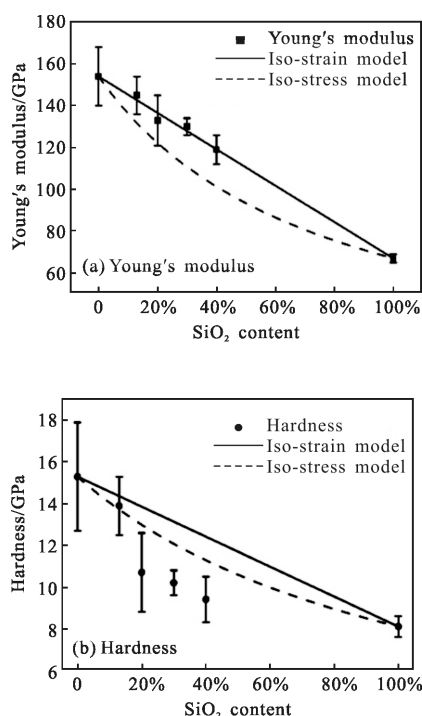 180
160
140
120
100
80
60
Young's modulus/GPa
Young's modulus
Iso-strain model
Iso-stress model
(a) Young's modulus
0 20% 40% 60% 80% 100%
SiO₂ content
18
16
14
12
10
8
6
Hardness/GPa
Hardness
Iso-strain model
Iso-stress model
(b) Hardness
0 20% 40% 60% 80% 100%
SiO₂ content